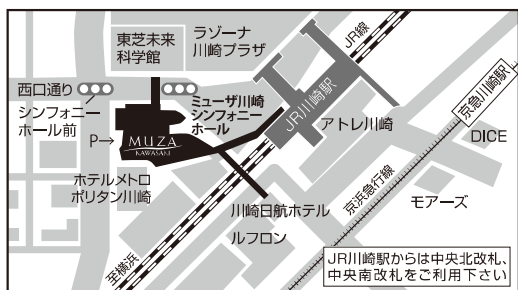 東芝未来
科学館
ラゾーナ
川崎プラザ
JR線
西口通り
シンフォニー
ホール前
ミューザ川崎
シンフォニー
ホール
JR川崎駅
アトレ川崎
京急川崎駅
DICE
P→
MUZA
KAWASAKI
ホテルメトロ
ポリタン川崎
川崎日航ホテル
ルフロン
京浜急行線
モアーズ
至横浜
JR川崎駅からは中央北改札、
中央南改札をご利用下さい